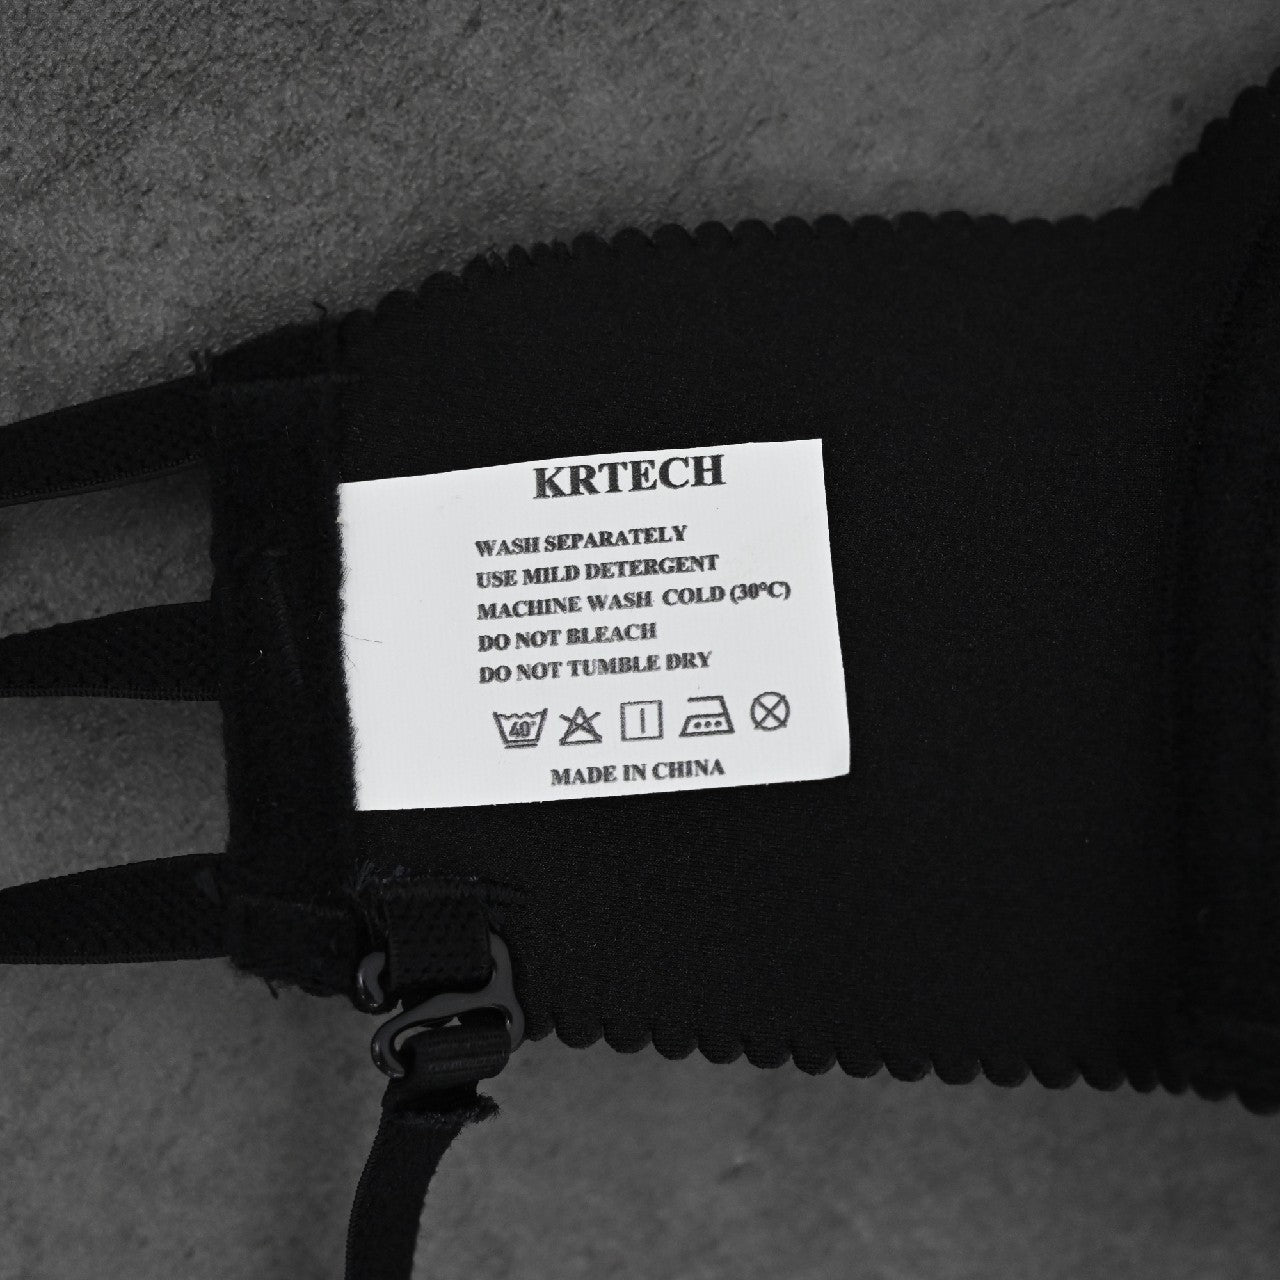 KRTECH
WASH SEPARATELY
USE MILD DETERGENT
MACHINE WASH COLD (30°C)
DO NOT BLEACH
DO NOT TUMBLE DRY
40°
MADE IN CHINA